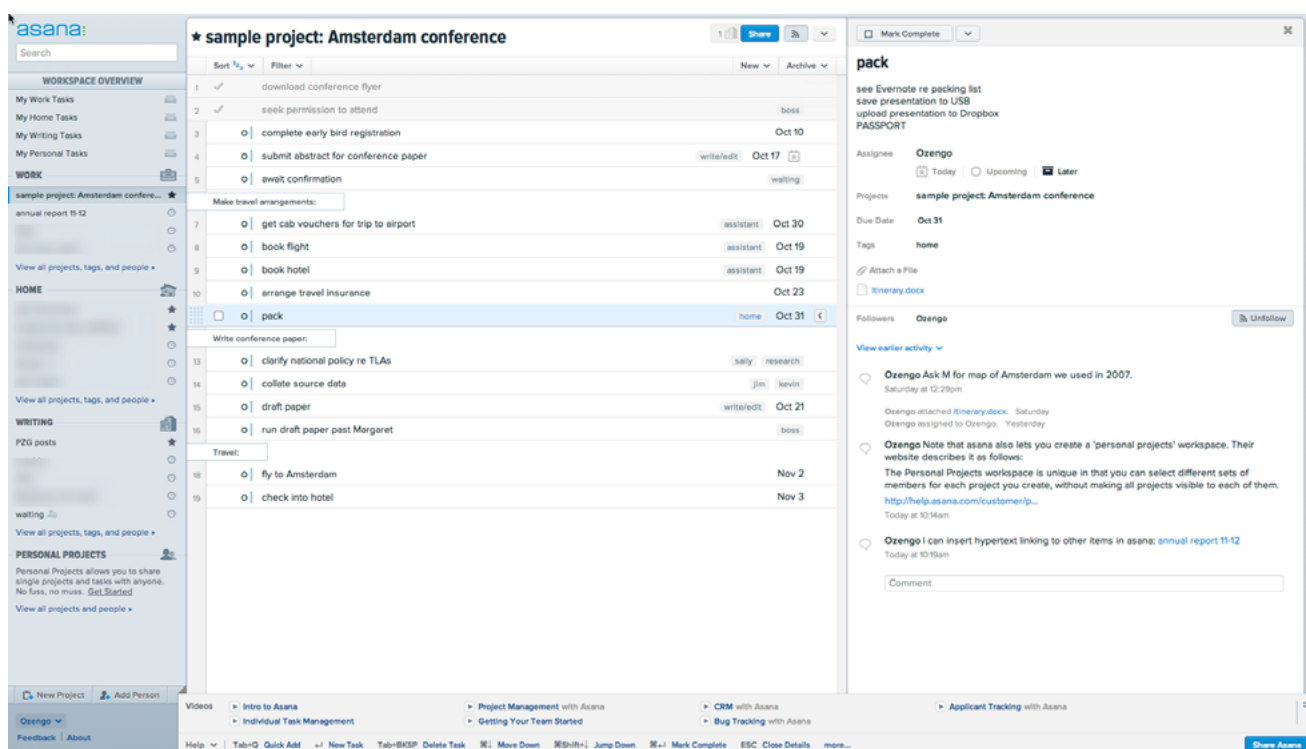 asana:
Search
WORKSPACE OVERVIEW
My Work Tasks
My Home Tasks
My Writing Tasks
My Personal Tasks
WORK
sample project: Amsterdam confere...
annual report 11-12
View all projects, tags, and people ▸
HOME
View all projects, tags, and people ▸
WRITING
PZG posts
waiting
View all projects, tags, and people ▸
PERSONAL PROJECTS
Personal Projects allows you to share
single projects and tasks with anyone.
No fuss, no muss. Get Started
View all projects and people ▸
New Project Add Person
Ozengo
Feedback About
★ sample project: Amsterdam conference
1 Share
Sort Filter New Archive
1 download conference flyer
2 seek permission to attend boss
3 complete early bird registration Oct 10
4 submit abstract for conference paper write/edit Oct 17
5 await confirmation waiting
Make travel arrangements:
7 get cab vouchers for trip to airport assistant Oct 30
8 book flight assistant Oct 19
9 book hotel assistant Oct 19
10 arrange travel insurance Oct 23
pack home Oct 31
Write conference paper:
13 clarify national policy re TLAs sally research
14 collate source data jim kevin
15 draft paper write/edit Oct 21
16 run draft paper past Margaret boss
Travel:
18 fly to Amsterdam Nov 2
19 check into hotel Nov 3
Mark Complete
pack
see Evernote re packing list
save presentation to USB
upload presentation to Dropbox
PASSPORT
Assignee Ozengo
Today Upcoming Later
Projects sample project: Amsterdam conference
Due Date Oct 31
Tags home
Attach a File
Itinerary.docx
Followers Ozengo Unfollow
View earlier activity
Ozengo Ask M for map of Amsterdam we used in 2007.
Saturday at 12:29pm
Ozengo attached Itinerary.docx. Saturday
Ozengo assigned to Ozengo. Yesterday
Ozengo Note that asana also lets you create a 'personal projects' workspace. Their
website describes it as follows:
The Personal Projects workspace is unique in that you can select different sets of
members for each project you create, without making all projects visible to each of them.
http://help.asana.com/customer/p...
Today at 10:14am
Ozengo I can insert hypertext linking to other items in asana: annual report 11-12
Today at 10:19am
Comment
Videos ▸ Intro to Asana ▸ Project Management with Asana ▸ CRM with Asana ▸ Applicant Tracking with Asana
▸ Individual Task Management ▸ Getting Your Team Started ▸ Bug Tracking with Asana
Help Tab+Q Quick Add ↵ New Task Tab+BKSP Delete Task ⌘↓ Move Down ⌘Shift+↓ Jump Down ⌘↵ Mark Complete ESC Close Details more...
Share Asana